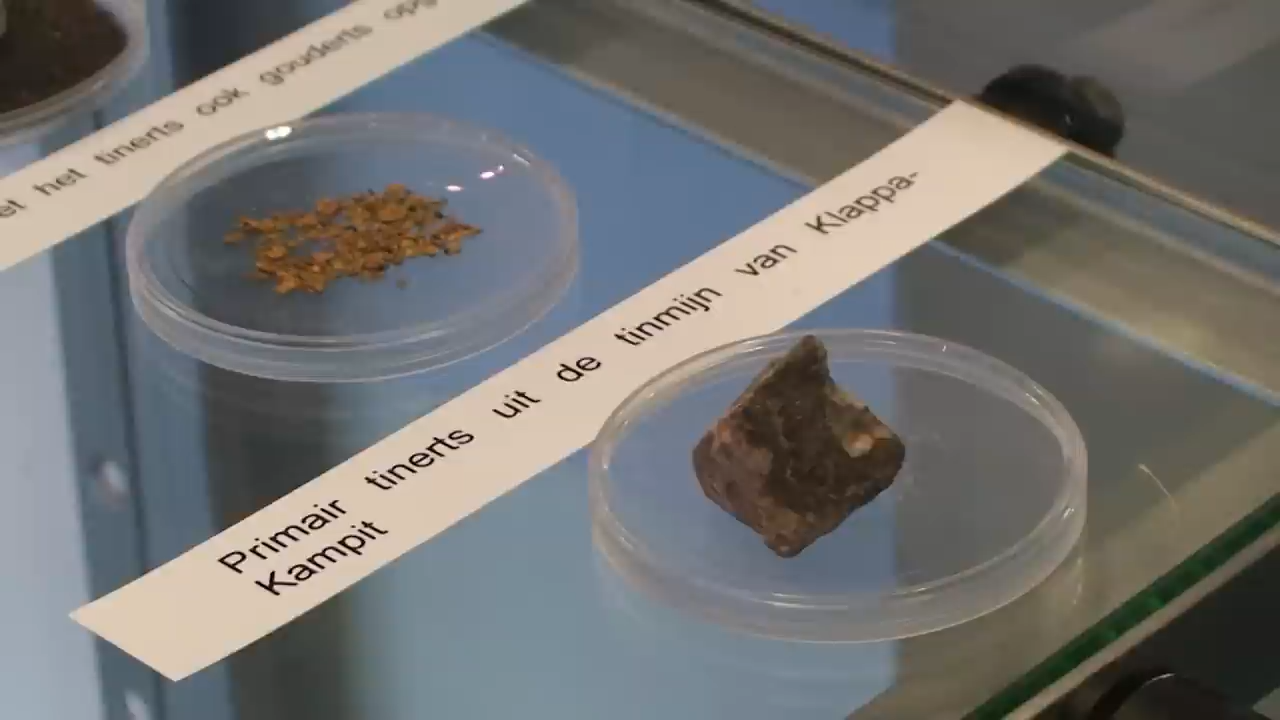 het tinerts ook gouderts
Primair tinerts uit de tinmijn van Klappa-
Kampit